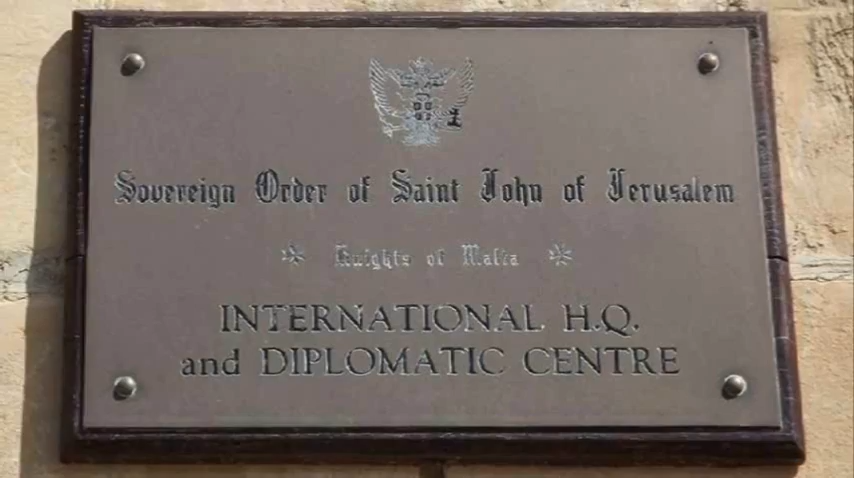 Sovereign Order of Saint John of Jerusalem
Knights of Malta
INTERNATIONAL H.Q.
and DIPLOMATIC CENTRE